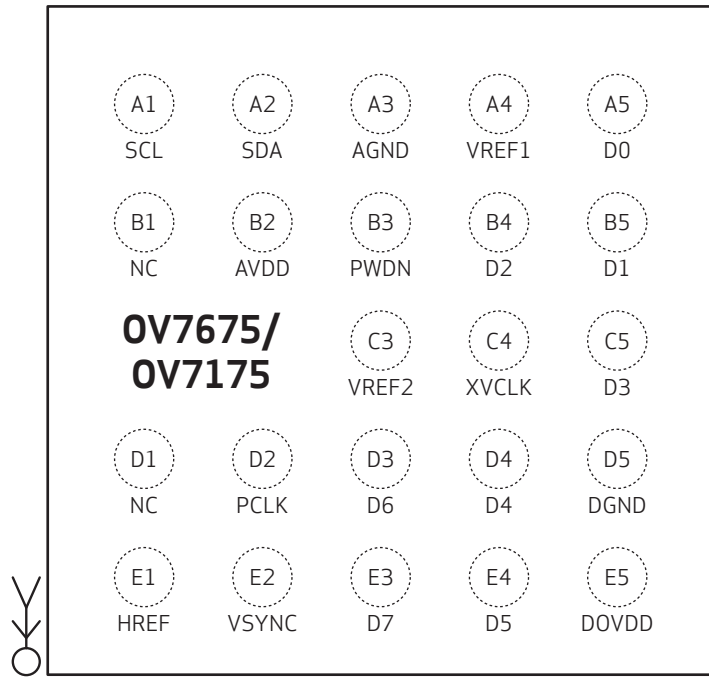 A1 A2 A3 A4 A5
SCL SDA AGND VREF1 D0
B1 B2 B3 B4 B5
NC AVDD PWDN D2 D1
OV7675/
OV7175
C3 C4 C5
VREF2 XVCLK D3
D1 D2 D3 D4 D5
NC PCLK D6 D4 DGND
E1 E2 E3 E4 E5
HREF VSYNC D7 D5 DOVDD